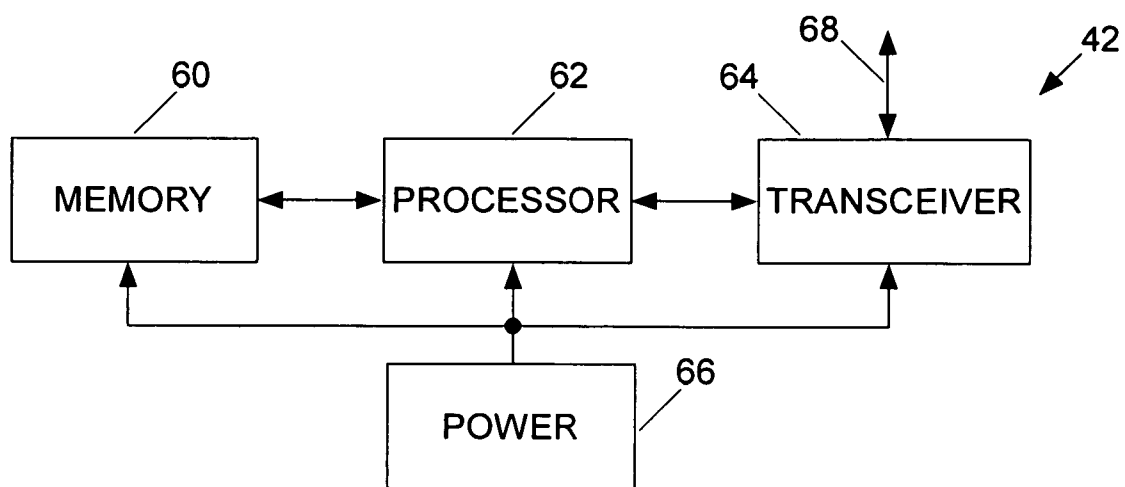 68
42
60
62
64
MEMORY
PROCESSOR
TRANSCEIVER
66
POWER